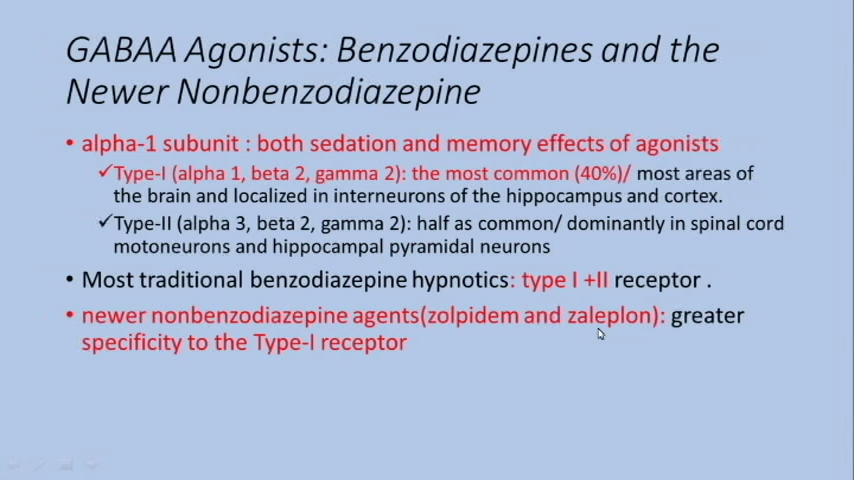 GABAA Agonists: Benzodiazepines and the
Newer Nonbenzodiazepine
• alpha-1 subunit : both sedation and memory effects of agonists
✓Type-I (alpha 1, beta 2, gamma 2): the most common (40%)/ most areas of
the brain and localized in interneurons of the hippocampus and cortex.
✓Type-II (alpha 3, beta 2, gamma 2): half as common/ dominantly in spinal cord
motoneurons and hippocampal pyramidal neurons
• Most traditional benzodiazepine hypnotics: type I +II receptor .
• newer nonbenzodiazepine agents(zolpidem and zaleplon): greater
specificity to the Type-I receptor